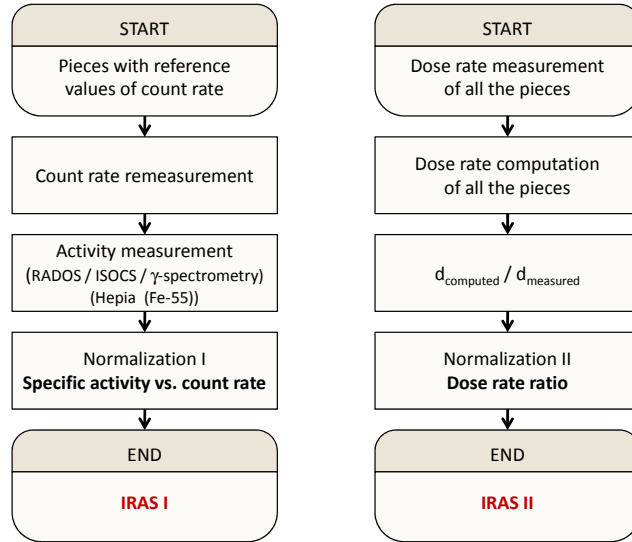 START
Pieces with reference
values of count rate
Count rate remeasurement
Activity measurement
(RADOS / ISOCS / γ-spectrometry)
(Hepia (Fe-55))
Normalization I
Specific activity vs. count rate
END
IRAS I
START
Dose rate measurement
of all the pieces
Dose rate computation
of all the pieces
d computed / d measured
Normalization II
Dose rate ratio
END
IRAS II